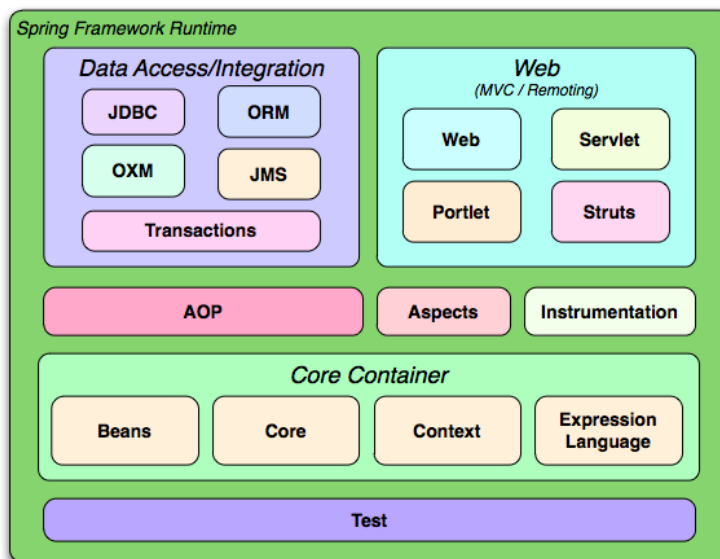 Spring Framework Runtime
Data Access/Integration
JDBC
ORM
OXM
JMS
Transactions
Web
(MVC / Remoting)
Web
Servlet
Portlet
Struts
AOP
Aspects
Instrumentation
Core Container
Beans
Core
Context
Expression
Language
Test